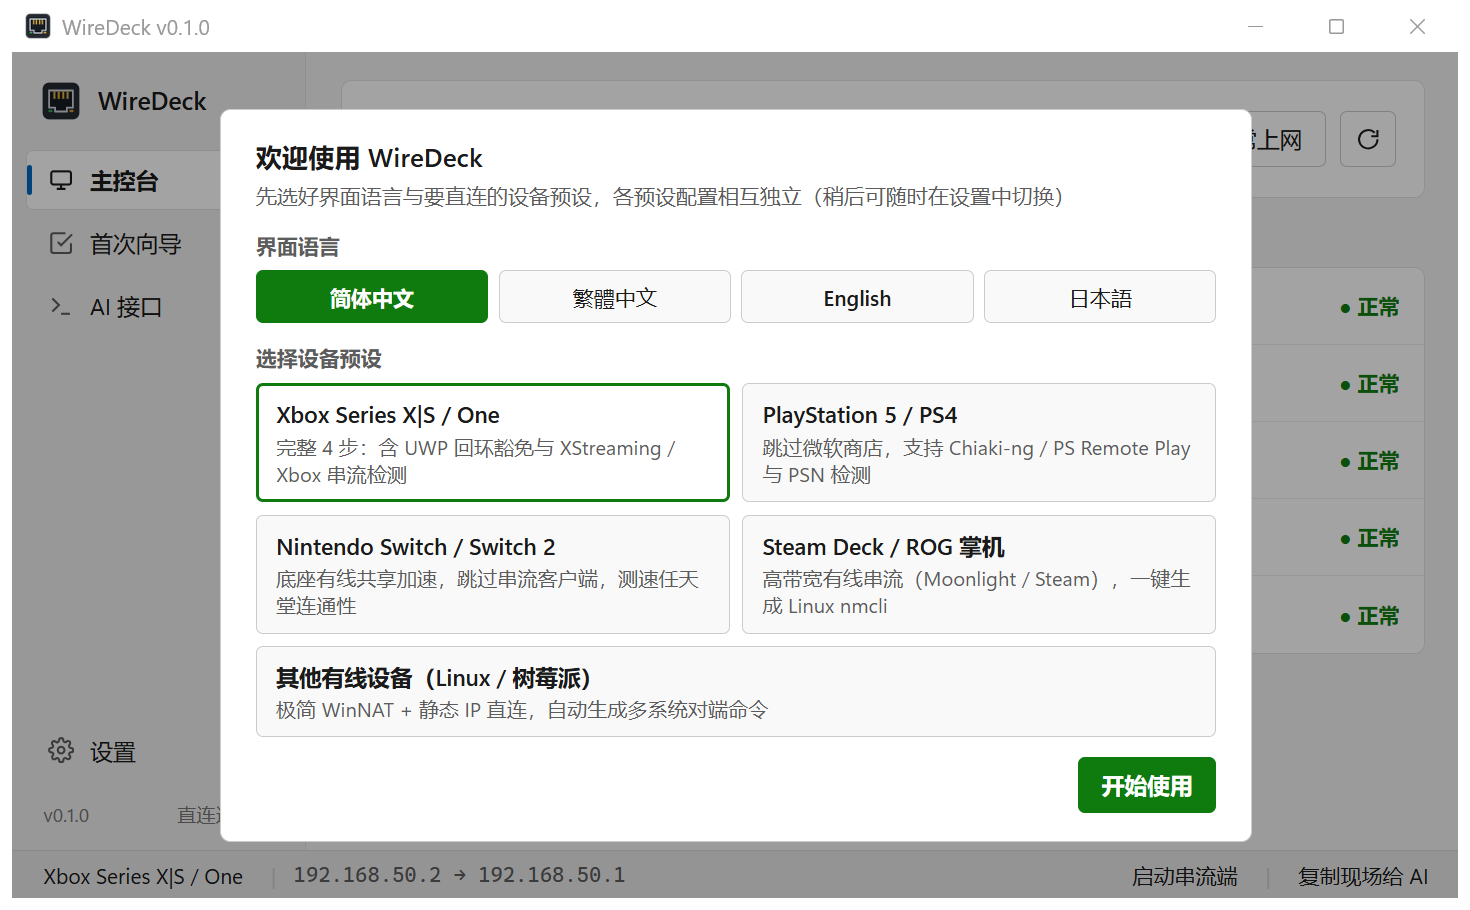 WireDeck v0.1.0
WireDeck
主控台
首次向导
AI 接口
设置
v0.1.0
直连
常上网
正常
正常
正常
正常
正常
欢迎使用 WireDeck
先选好界面语言与要直连的设备预设，各预设配置相互独立（稍后可随时在设置中切换）
界面语言
简体中文
繁體中文
English
日本語
选择设备预设
Xbox Series X|S / One
完整 4 步：含 UWP 回环豁免与 XStreaming /
Xbox 串流检测
PlayStation 5 / PS4
跳过微软商店，支持 Chiaki-ng / PS Remote Play
与 PSN 检测
Nintendo Switch / Switch 2
底座有线共享加速，跳过串流客户端，测速任天
堂连通性
Steam Deck / ROG 掌机
高带宽有线串流（Moonlight / Steam），一键生
成 Linux nmcli
其他有线设备（Linux / 树莓派）
极简 WinNAT + 静态 IP 直连，自动生成多系统对端命令
开始使用
Xbox Series X|S / One
192.168.50.2 → 192.168.50.1
启动串流端
复制现场给 AI